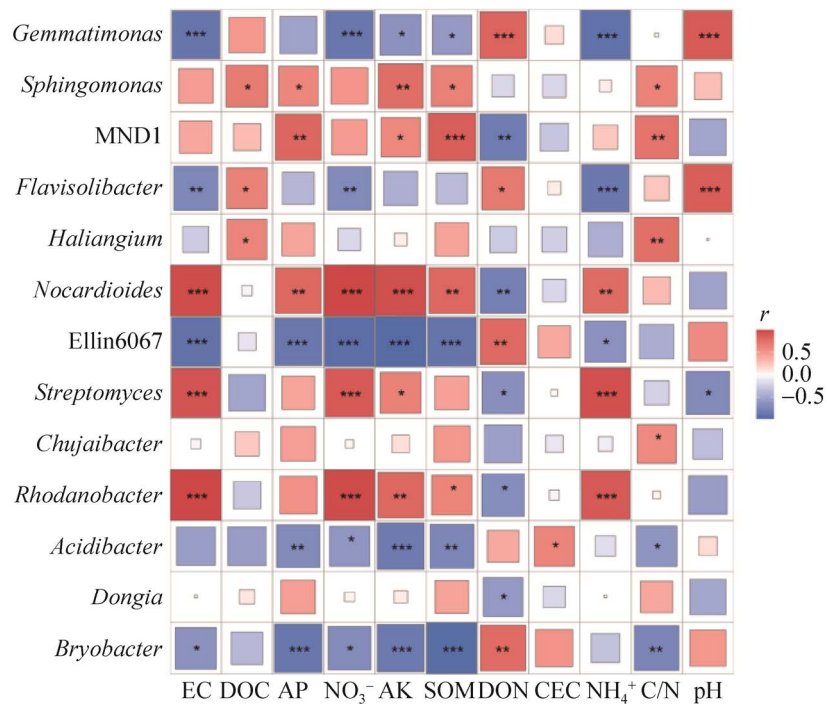 Gemmatimonas *** *** * * *** *** ***
Sphingomonas * * ** * *
MND1 ** * *** ** **
Flavisolibacter ** * ** * *** ***
Haliangium * **
Nocardioides *** ** *** *** ** ** **
Ellin6067 *** *** *** *** *** ** *
Streptomyces *** *** * * *** *
Chujaibacter *
Rhodanobacter *** *** ** * * ***
Acidibacter ** * *** ** * *
Dongia *
Bryobacter * *** * *** *** ** **
EC DOC AP NO₃⁻ AK SOM DON CEC NH₄⁺ C/N pH
r
0.5
0.0
−0.5